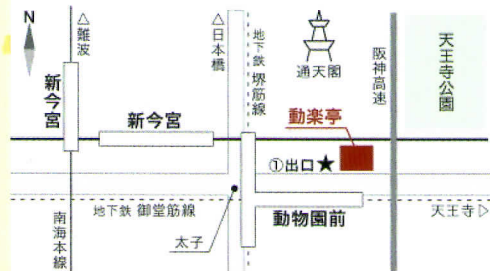 N
△難波
新今宮
新今宮
△日本橋
地下鉄 堺筋線
通天閣
阪神高速
天王寺公園
動楽亭
①出口★
地下鉄 御堂筋線
動物園前
天王寺▷
太子
南海本線